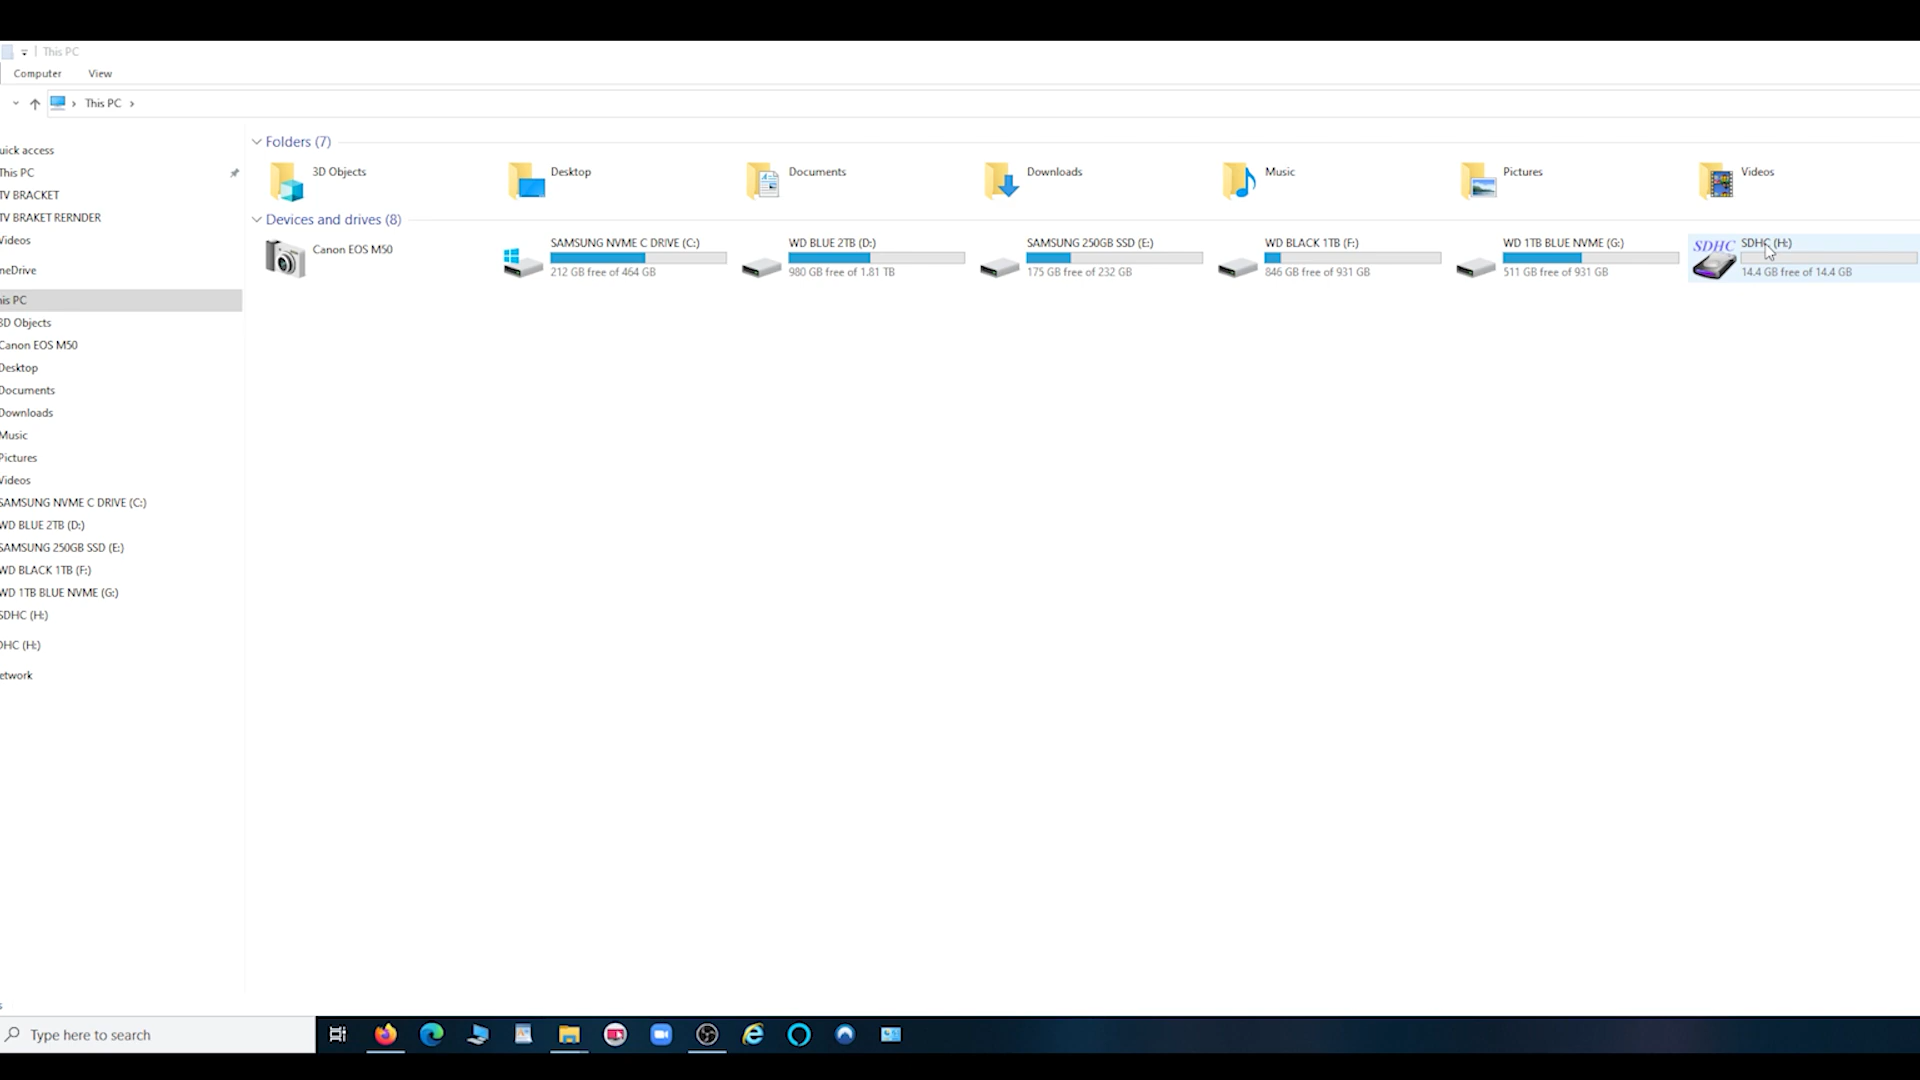 This PC
Computer View
This PC
Folders (7)
3D Objects Desktop Documents Downloads Music Pictures Videos
Devices and drives (8)
Canon EOS M50
SAMSUNG NVME C DRIVE (C:)
212 GB free of 464 GB
WD BLUE 2TB (D:)
980 GB free of 1.81 TB
SAMSUNG 250GB SSD (E:)
175 GB free of 232 GB
WD BLACK 1TB (F:)
846 GB free of 931 GB
WD 1TB BLUE NVME (G:)
511 GB free of 931 GB
SDHC
SDHC (H:)
14.4 GB free of 14.4 GB
uick access
This PC
TV BRACKET
TV BRAKET RERNDER
Videos
neDrive
his PC
3D Objects
Canon EOS M50
Desktop
Documents
Downloads
Music
Pictures
Videos
SAMSUNG NVME C DRIVE (C:)
WD BLUE 2TB (D:)
SAMSUNG 250GB SSD (E:)
WD BLACK 1TB (F:)
WD 1TB BLUE NVME (G:)
SDHC (H:)
DHC (H:)
etwork
s
Type here to search